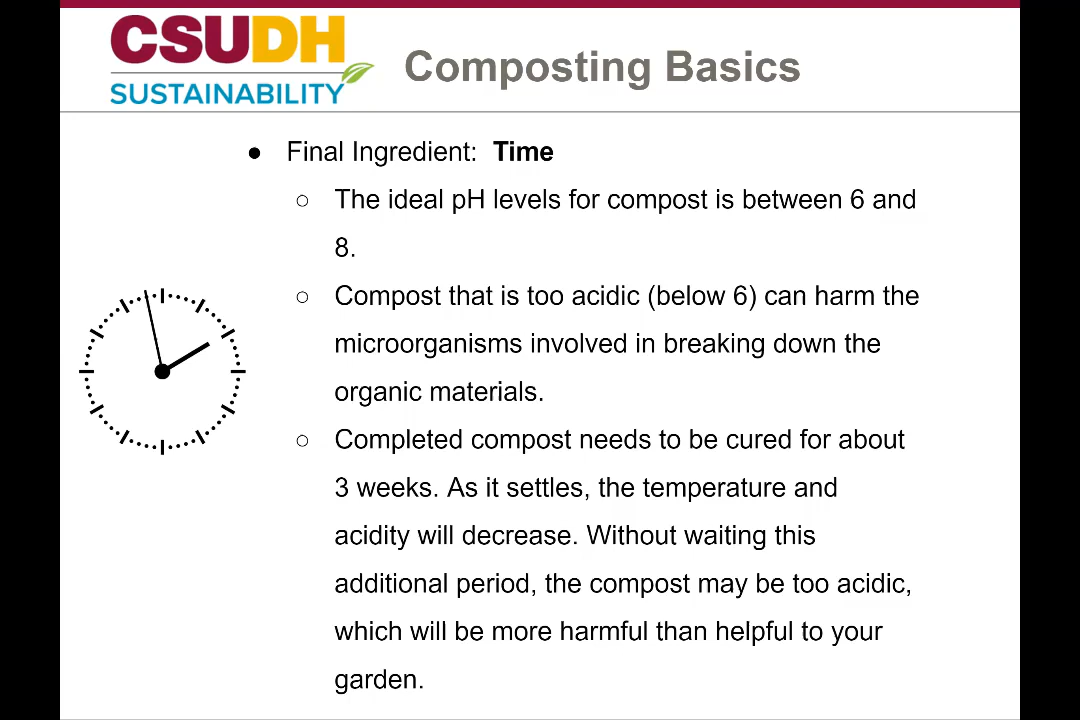 CSUDH
SUSTAINABILITY
Composting Basics
● Final Ingredient: Time
○ The ideal pH levels for compost is between 6 and
8.
○ Compost that is too acidic (below 6) can harm the
microorganisms involved in breaking down the
organic materials.
○ Completed compost needs to be cured for about
3 weeks. As it settles, the temperature and
acidity will decrease. Without waiting this
additional period, the compost may be too acidic,
which will be more harmful than helpful to your
garden.